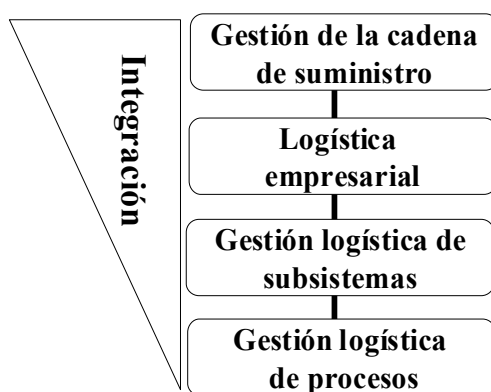 Integración
Gestión de la cadena
de suministro
Logística
empresarial
Gestión logística de
subsistemas
Gestión logística
de procesos